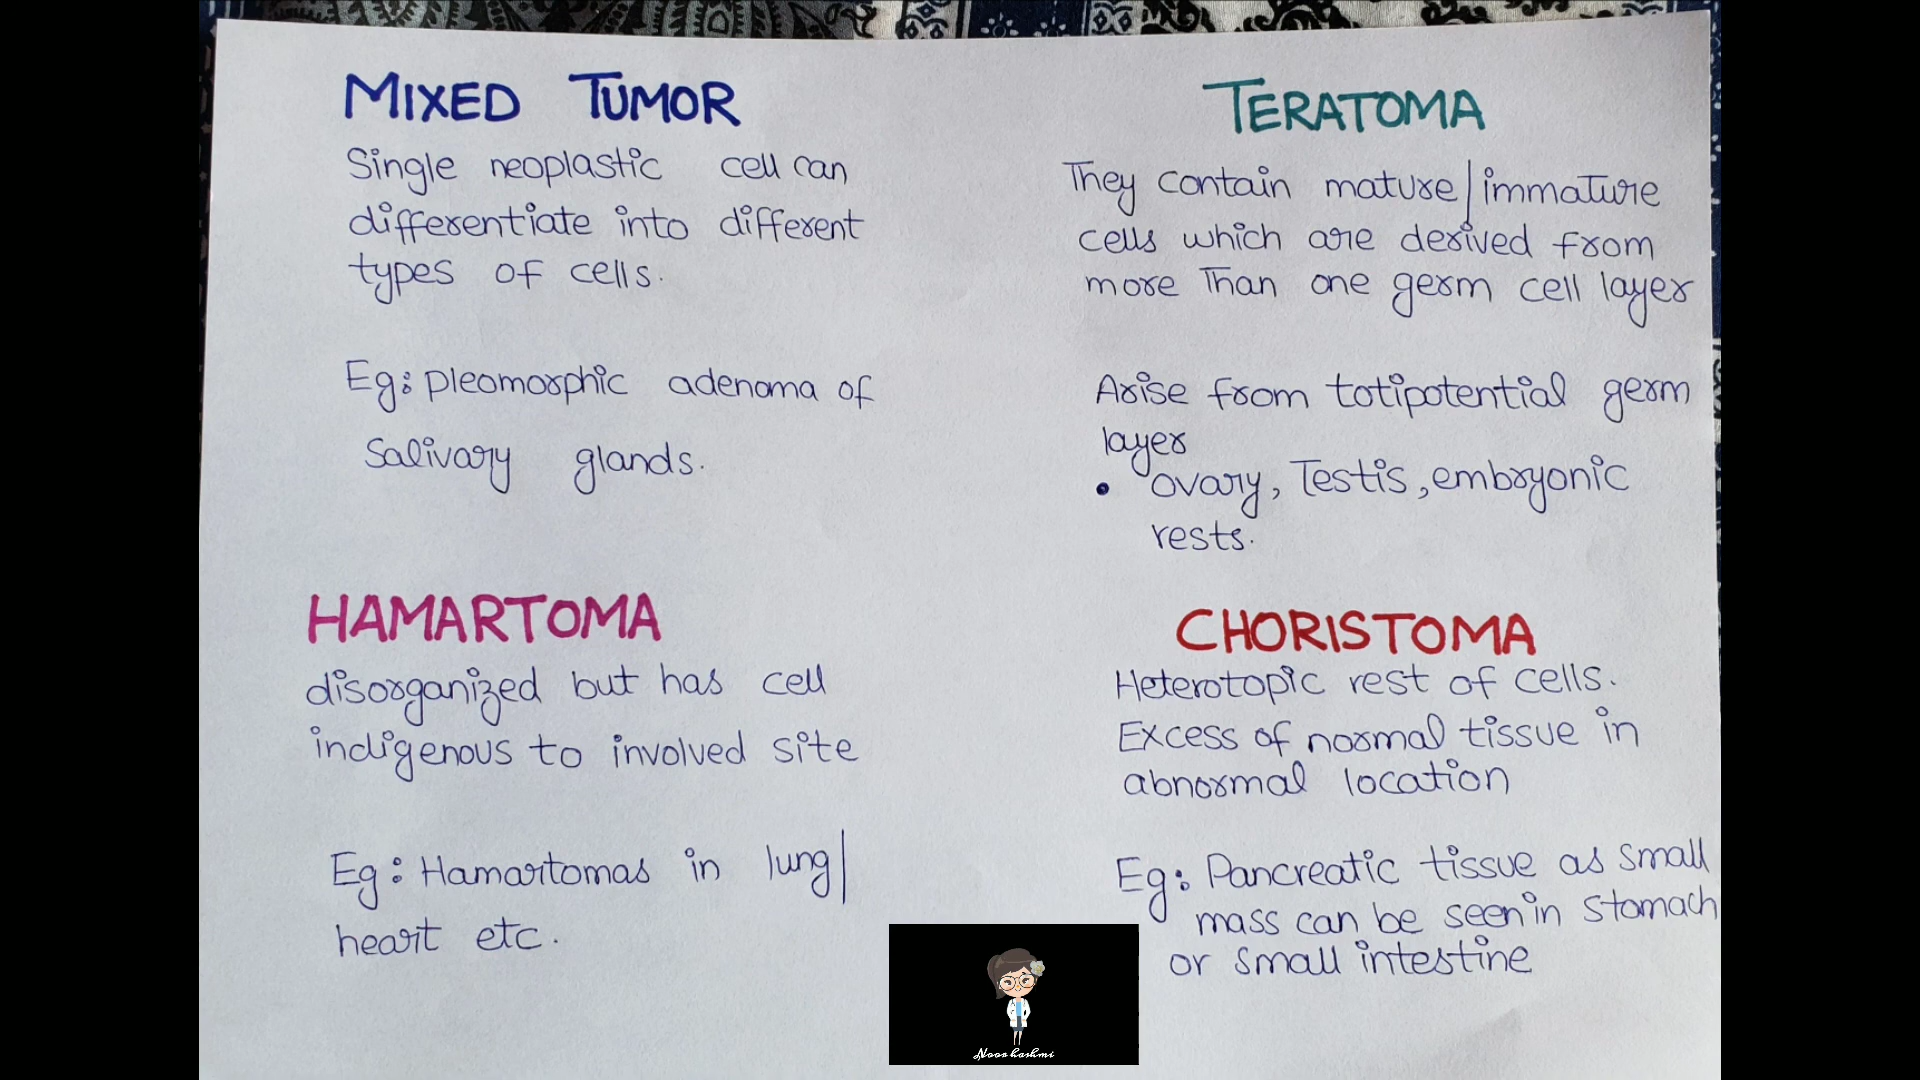 MIXED TUMOR
Single neoplastic cell can
differentiate into different
types of cells.
Eg: pleomorphic adenoma of
salivary glands.
TERATOMA
They contain mature/immature
cells which are derived from
more than one germ cell layer
Arise from totipotential germ
layer
• ovary, Testis, embryonic
rests.
HAMARTOMA
disorganized but has cell
indigenous to involved site
Eg: Hamartomas in lung/
heart etc.
CHORISTOMA
Heterotopic rest of cells.
Excess of normal tissue in
abnormal location
Eg: Pancreatic tissue as small
mass can be seen in stomach
or small intestine
Noor hashmi